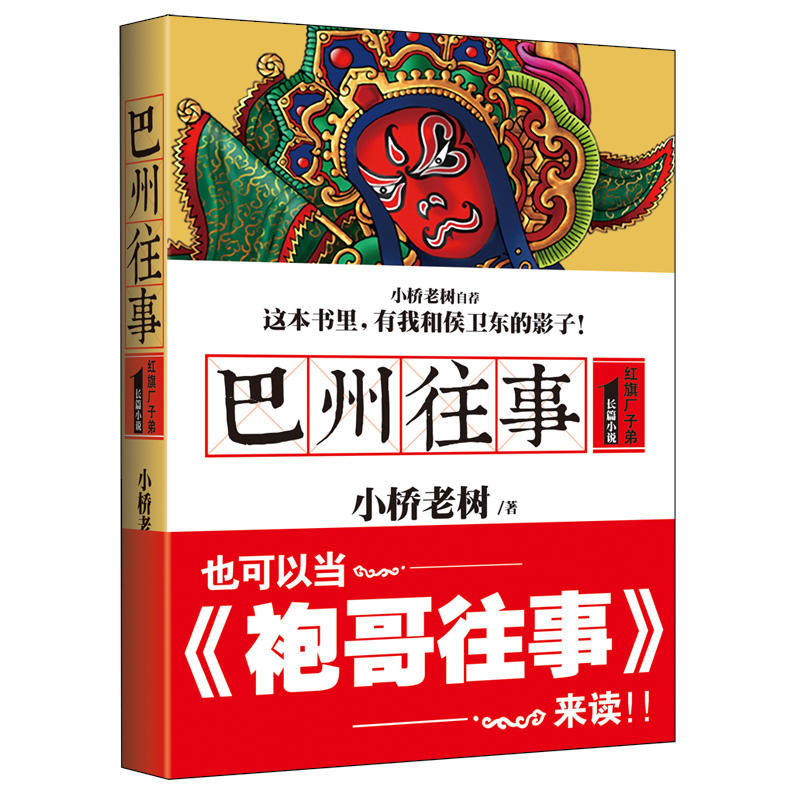 巴州往事
红旗厂子弟
1
长篇小说
小桥老
小桥老树自荐
这本书里，有我和侯卫东的影子！
巴州往事
红旗厂子弟
1
长篇小说
小桥老树/著
也可以当
《袍哥往事》
来读！！